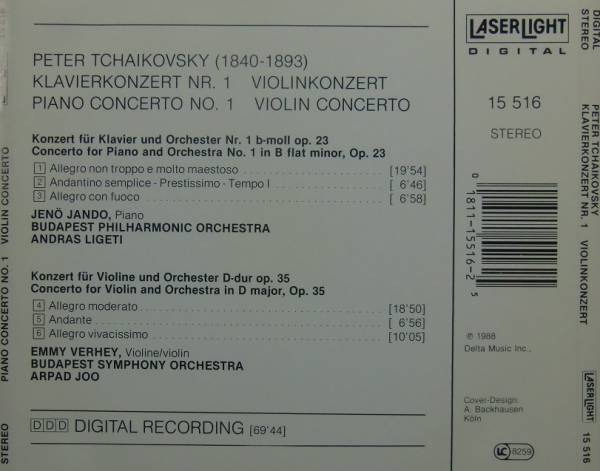 PETER TCHAIKOVSKY (1840-1893)
KLAVIERKONZERT NR. 1 VIOLINKONZERT
PIANO CONCERTO NO. 1 VIOLIN CONCERTO
Konzert für Klavier und Orchester Nr. 1 b-moll op. 23
Concerto for Piano and Orchestra No. 1 in B flat minor, Op. 23
1 Allegro non troppo e molto maestoso [19'54]
2 Andantino semplice - Prestissimo - Tempo I [6'46]
3 Allegro con fuoco [6'58]
JENÖ JANDO, Piano
BUDAPEST PHILHARMONIC ORCHESTRA
ANDRAS LIGETI
Konzert für Violine und Orchester D-dur op. 35
Concerto for Violin and Orchestra in D major, Op. 35
4 Allegro moderato [18'50]
5 Andante [6'56]
6 Allegro vivacissimo [10'05]
EMMY VERHEY, Violine/violin
BUDAPEST SYMPHONY ORCHESTRA
ARPAD JOO
DDD DIGITAL RECORDING [69'44]
LASERLIGHT
DIGITAL
15 516
STEREO
0 18111-15516-2 5
℗ 1988
Delta Music Inc.,
Cover-Design:
A. Backhausen
Köln
LC 8259
STEREO PIANO CONCERTO NO. 1 VIOLIN CONCERTO
DIGITAL
STEREO
PETER TCHAIKOVSKY
KLAVIERKONZERT NR. 1 VIOLINKONZERT
LASERLIGHT
15 516